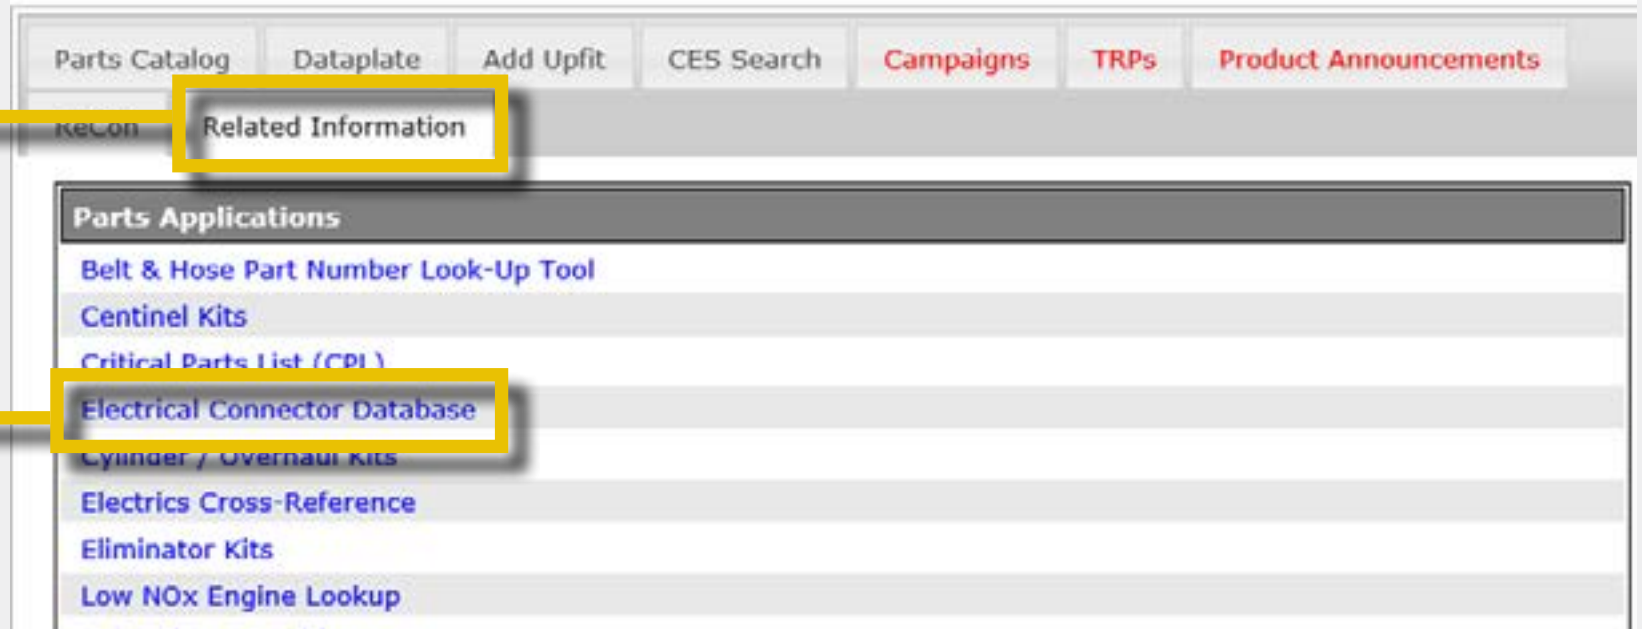 Parts Catalog Dataplate Add Upfit CES Search Campaigns TRPs Product Announcements
ReCon Related Information
Parts Applications
Belt & Hose Part Number Look-Up Tool
Centinel Kits
Critical Parts List (CPL)
Electrical Connector Database
Cylinder / Overhaul Kits
Electrics Cross-Reference
Eliminator Kits
Low NOx Engine Lookup